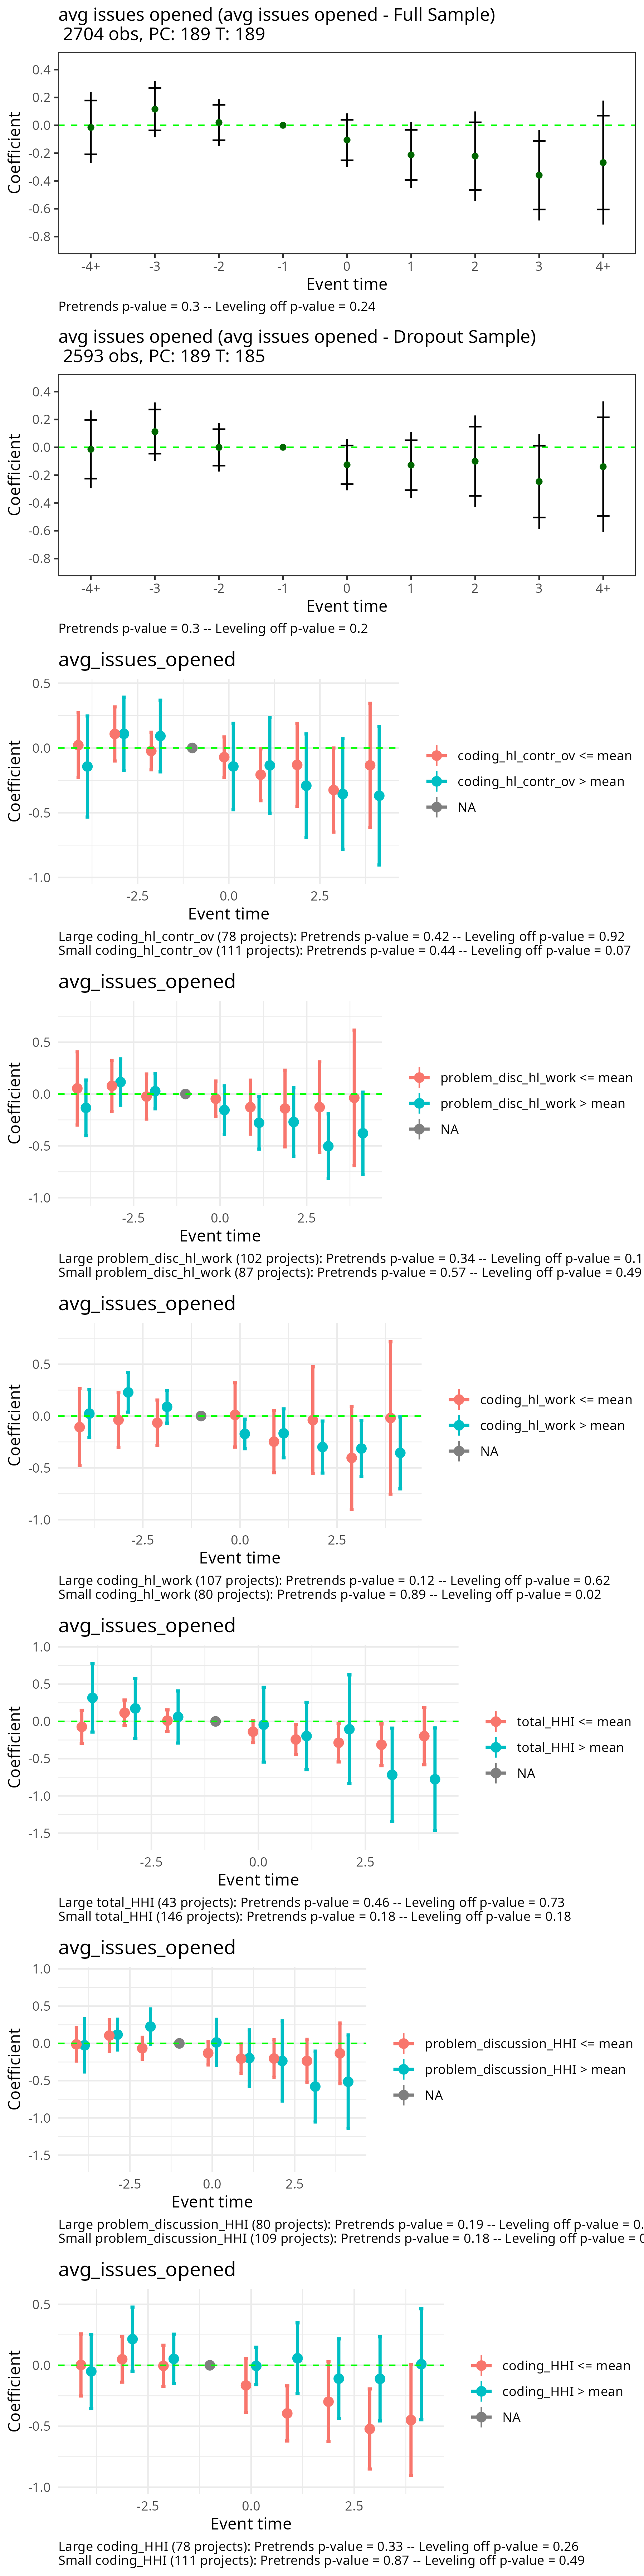 avg issues opened (avg issues opened - Full Sample)
2704 obs, PC: 189 T: 189
0.4
0.2
0.0
-0.2
-0.4
-0.6
-0.8
Coefficient
-4+ -3 -2 -1 0 1 2 3 4+
Event time
Pretrends p-value = 0.3 -- Leveling off p-value = 0.24
avg issues opened (avg issues opened - Dropout Sample)
2593 obs, PC: 189 T: 185
0.4
0.2
0.0
-0.2
-0.4
-0.6
-0.8
Coefficient
-4+ -3 -2 -1 0 1 2 3 4+
Event time
Pretrends p-value = 0.3 -- Leveling off p-value = 0.2
avg_issues_opened
0.5
0.0
-0.5
-1.0
Coefficient
-2.5 0.0 2.5
Event time
coding_hl_contr_ov <= mean
coding_hl_contr_ov > mean
NA
Large coding_hl_contr_ov (78 projects): Pretrends p-value = 0.42 -- Leveling off p-value = 0.92
Small coding_hl_contr_ov (111 projects): Pretrends p-value = 0.44 -- Leveling off p-value = 0.07
avg_issues_opened
0.5
0.0
-0.5
-1.0
Coefficient
-2.5 0.0 2.5
Event time
problem_disc_hl_work <= mean
problem_disc_hl_work > mean
NA
Large problem_disc_hl_work (102 projects): Pretrends p-value = 0.34 -- Leveling off p-value = 0.1
Small problem_disc_hl_work (87 projects): Pretrends p-value = 0.57 -- Leveling off p-value = 0.49
avg_issues_opened
0.5
0.0
-0.5
-1.0
Coefficient
-2.5 0.0 2.5
Event time
coding_hl_work <= mean
coding_hl_work > mean
NA
Large coding_hl_work (107 projects): Pretrends p-value = 0.12 -- Leveling off p-value = 0.62
Small coding_hl_work (80 projects): Pretrends p-value = 0.89 -- Leveling off p-value = 0.02
avg_issues_opened
1.0
0.5
0.0
-0.5
-1.0
-1.5
Coefficient
-2.5 0.0 2.5
Event time
total_HHI <= mean
total_HHI > mean
NA
Large total_HHI (43 projects): Pretrends p-value = 0.46 -- Leveling off p-value = 0.73
Small total_HHI (146 projects): Pretrends p-value = 0.18 -- Leveling off p-value = 0.18
avg_issues_opened
1.0
0.5
0.0
-0.5
-1.0
-1.5
Coefficient
-2.5 0.0 2.5
Event time
problem_discussion_HHI <= mean
problem_discussion_HHI > mean
NA
Large problem_discussion_HHI (80 projects): Pretrends p-value = 0.19 -- Leveling off p-value = 0.
Small problem_discussion_HHI (109 projects): Pretrends p-value = 0.18 -- Leveling off p-value =
avg_issues_opened
0.5
0.0
-0.5
-1.0
Coefficient
-2.5 0.0 2.5
Event time
coding_HHI <= mean
coding_HHI > mean
NA
Large coding_HHI (78 projects): Pretrends p-value = 0.33 -- Leveling off p-value = 0.26
Small coding_HHI (111 projects): Pretrends p-value = 0.87 -- Leveling off p-value = 0.49